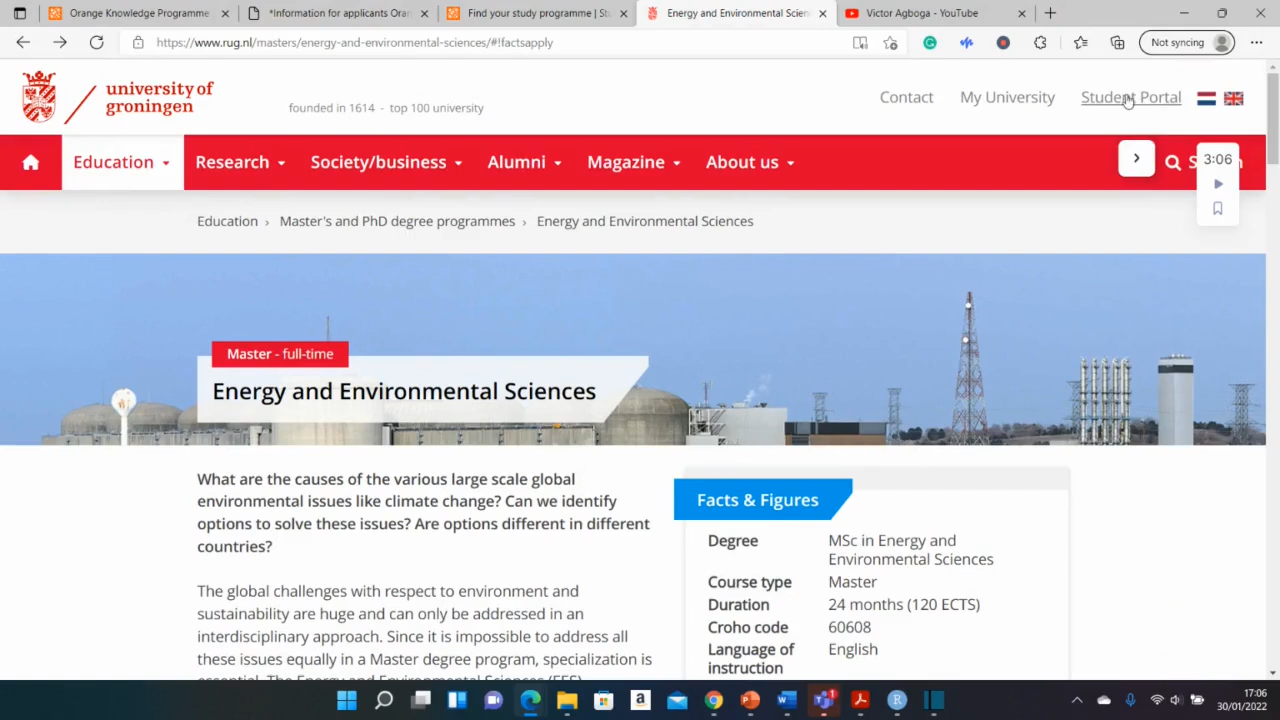 Orange Knowledge Programme
*Information for applicants Oran
Find your study programme | Stu
Energy and Environmental Scien
Victor Agboga - YouTube
https://www.rug.nl/masters/energy-and-environmental-sciences/#!factsapply
Not syncing
university of
groningen
founded in 1614 - top 100 university
Contact
My University
Student Portal
Education
Research
Society/business
Alumni
Magazine
About us
3:06
Education › Master's and PhD degree programmes › Energy and Environmental Sciences
Master - full-time
Energy and Environmental Sciences
What are the causes of the various large scale global
environmental issues like climate change? Can we identify
options to solve these issues? Are options different in different
countries?
The global challenges with respect to environment and
sustainability are huge and can only be addressed in an
interdisciplinary approach. Since it is impossible to address all
these issues equally in a Master degree program, specialization is
essential. The Energy and Environmental Sciences (EES)
Facts & Figures
Degree MSc in Energy and
Environmental Sciences
Course type Master
Duration 24 months (120 ECTS)
Croho code 60608
Language of English
instruction
17:06
30/01/2022